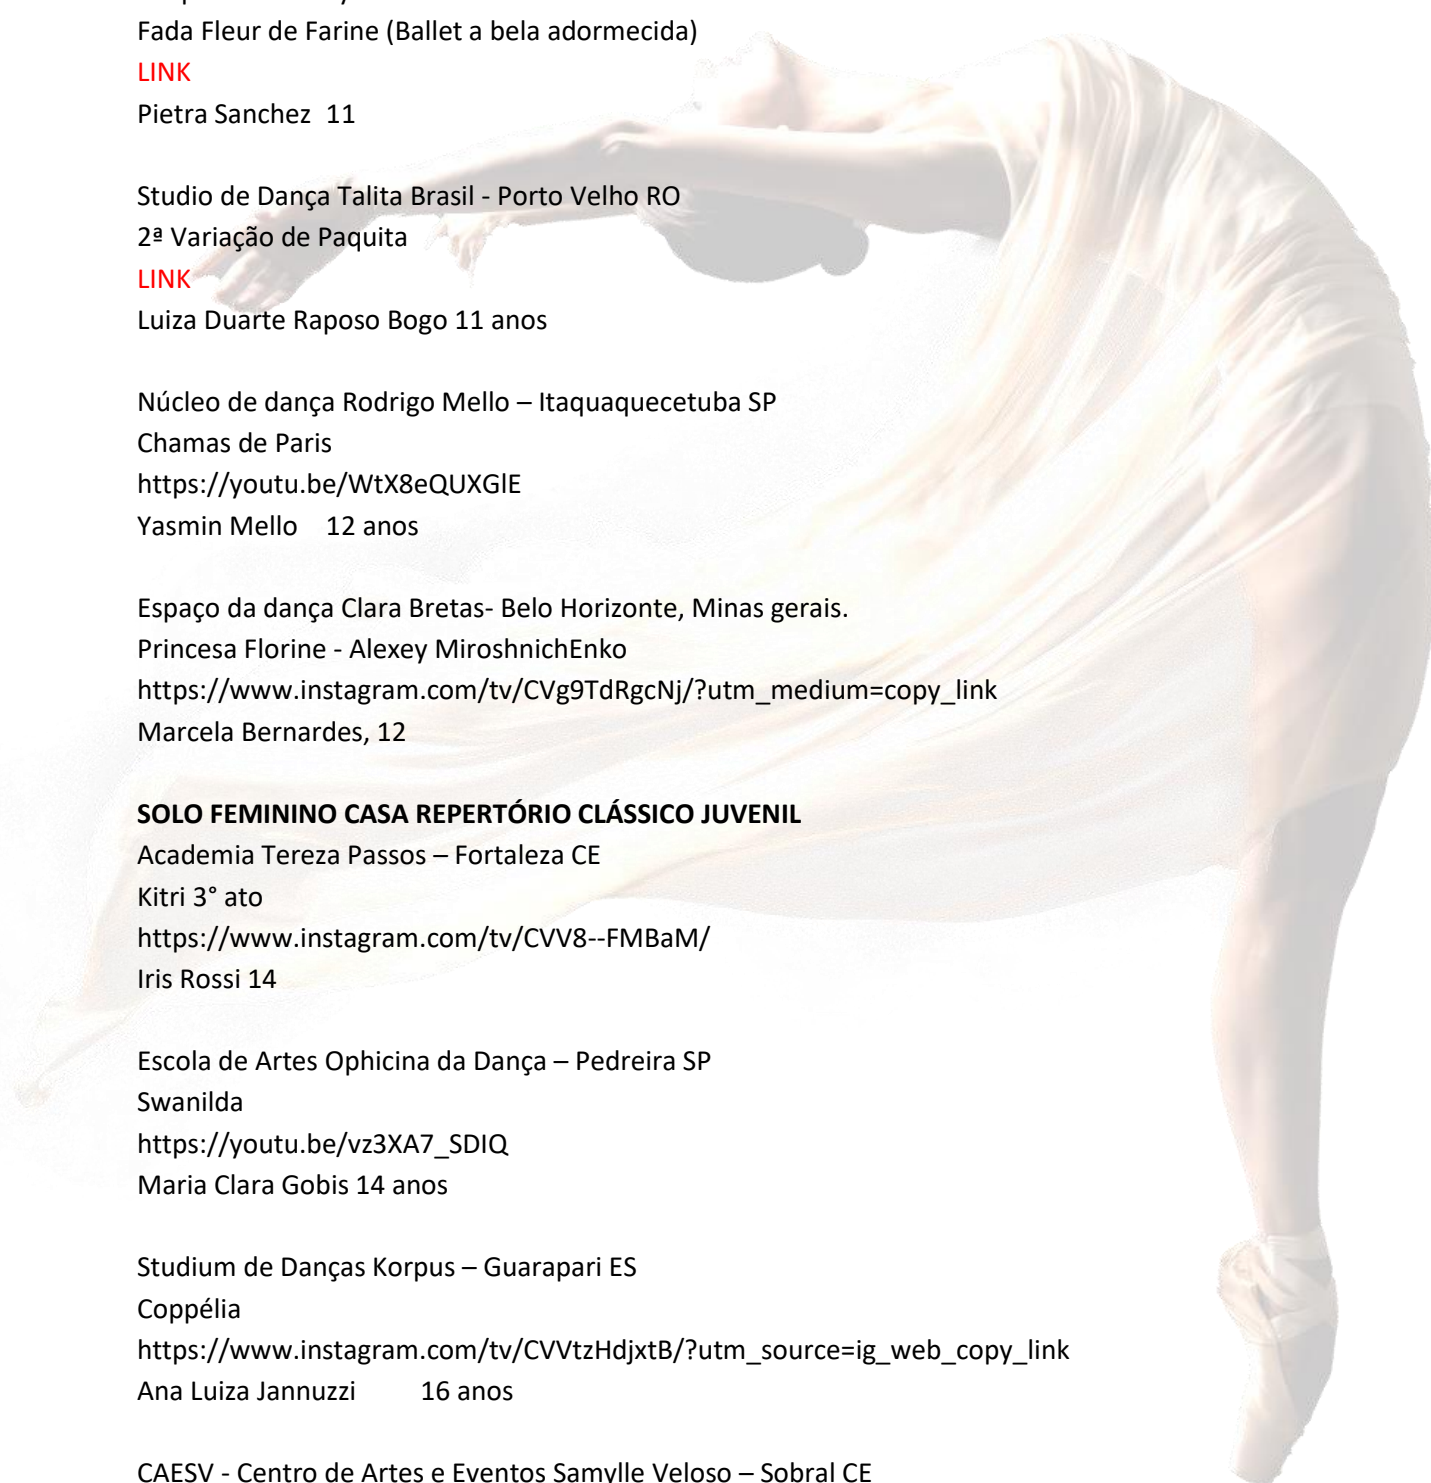 Fada Fleur de Farine (Ballet a bela adormecida)
LINK
Pietra Sanchez 11
Studio de Dança Talita Brasil - Porto Velho RO
2ª Variação de Paquita
LINK
Luiza Duarte Raposo Bogo 11 anos
Núcleo de dança Rodrigo Mello – Itaquaquecetuba SP
Chamas de Paris
https://youtu.be/WtX8eQUXGlE
Yasmin Mello 12 anos
Espaço da dança Clara Bretas- Belo Horizonte, Minas gerais.
Princesa Florine - Alexey MiroshnichEnko
https://www.instagram.com/tv/CVg9TdRgcNj/?utm_medium=copy_link
Marcela Bernardes, 12
SOLO FEMININO CASA REPERTÓRIO CLÁSSICO JUVENIL
Academia Tereza Passos – Fortaleza CE
Kitri 3° ato
https://www.instagram.com/tv/CVV8--FMBaM/
Iris Rossi 14
Escola de Artes Ophicina da Dança – Pedreira SP
Swanilda
https://youtu.be/vz3XA7_SDIQ
Maria Clara Gobis 14 anos
Studium de Danças Korpus – Guarapari ES
Coppélia
https://www.instagram.com/tv/CVVtzHdjxtB/?utm_source=ig_web_copy_link
Ana Luiza Jannuzzi 16 anos
CAESV - Centro de Artes e Eventos Samylle Veloso – Sobral CE